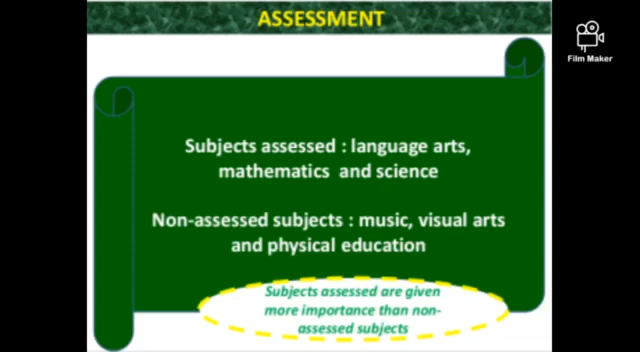 ASSESSMENT
Film Maker
Subjects assessed : language arts,
mathematics and science
Non-assessed subjects : music, visual arts
and physical education
Subjects assessed are given
more importance than non-
assessed subjects